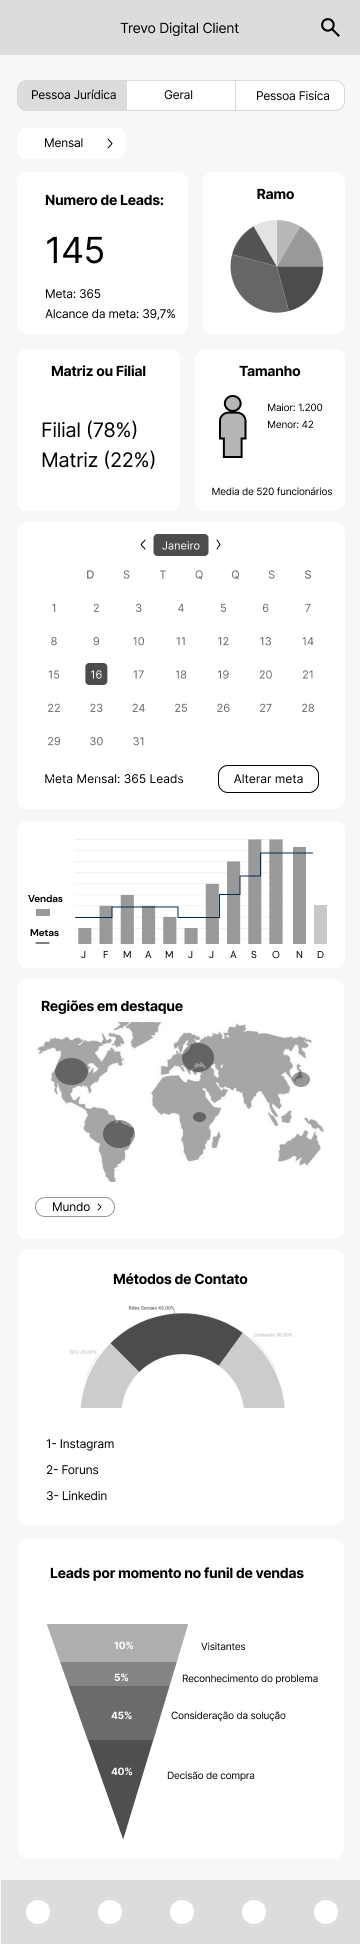 Trevo Digital Client
Pessoa Jurídica
Geral
Pessoa Fisica
Mensal
Numero de Leads:
145
Meta: 365
Alcance da meta: 39,7%
Ramo
Matriz ou Filial
Filial (78%)
Matriz (22%)
Tamanho
Maior: 1.200
Menor: 42
Media de 520 funcionários
Janeiro
D S T Q Q S S
1 2 3 4 5 6 7
8 9 10 11 12 13 14
15 16 17 18 19 20 21
22 23 24 25 26 27 28
29 30 31
Meta Mensal: 365 Leads
Alterar meta
Vendas
Metas
J F M A M J J A S O N D
Regiões em destaque
Mundo
Métodos de Contato
Rdes Sociais 45,00%
SEO 25,00%
Conteudo 30,00%
1- Instagram
2- Foruns
3- Linkedin
Leads por momento no funil de vendas
10% Visitantes
5% Reconhecimento do problema
45% Consideração da solução
40% Decisão de compra